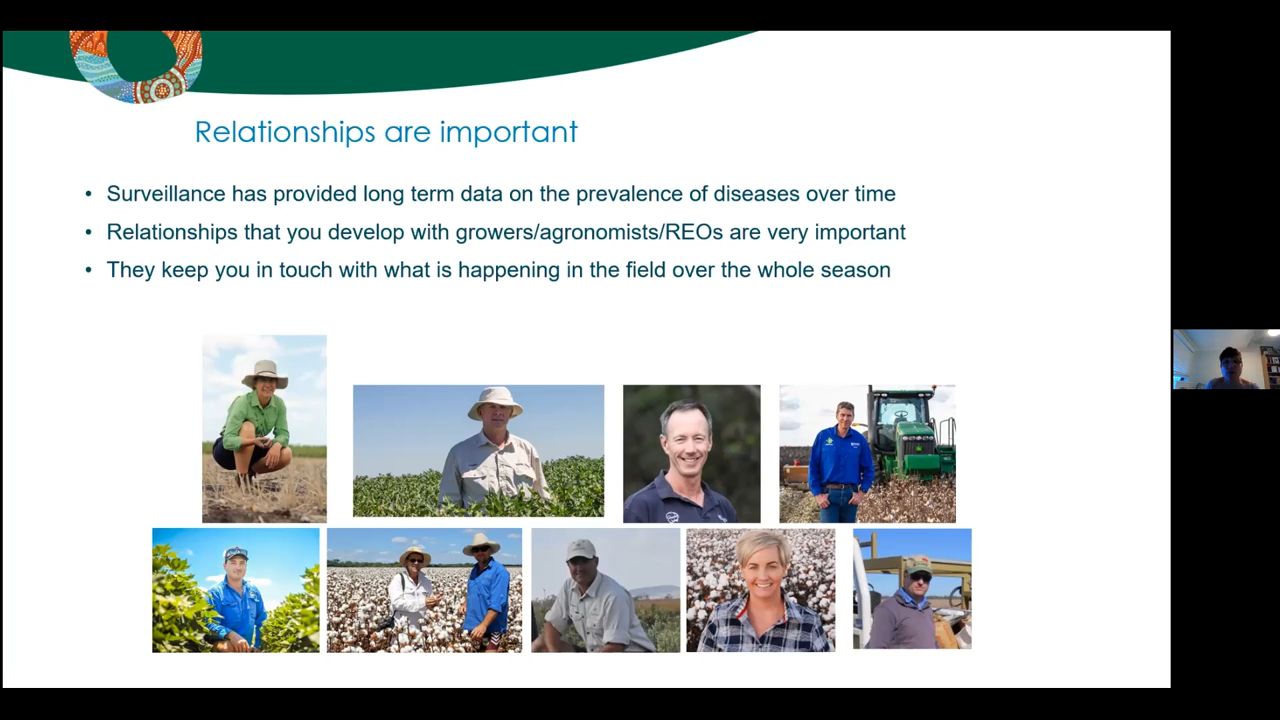 Relationships are important
• Surveillance has provided long term data on the prevalence of diseases over time
• Relationships that you develop with growers/agronomists/REOs are very important
• They keep you in touch with what is happening in the field over the whole season